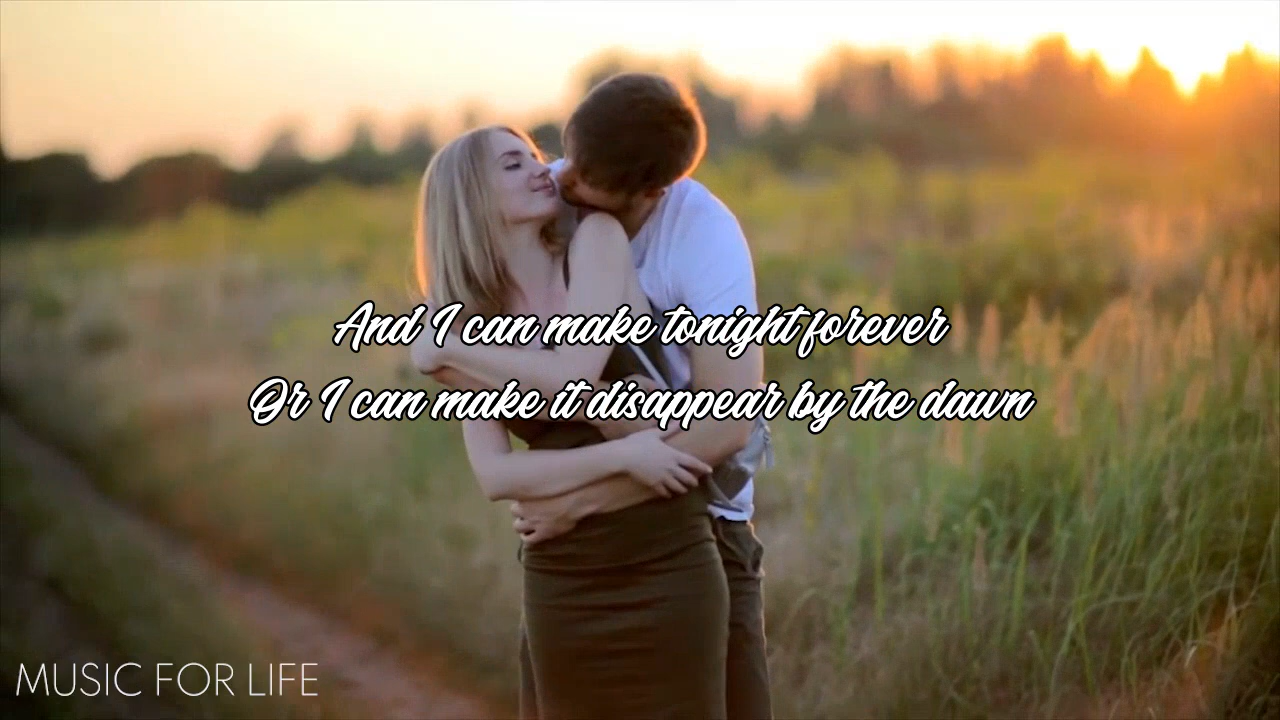 And I can make tonight forever
Or I can make it disappear by the dawn
MUSIC FOR LIFE